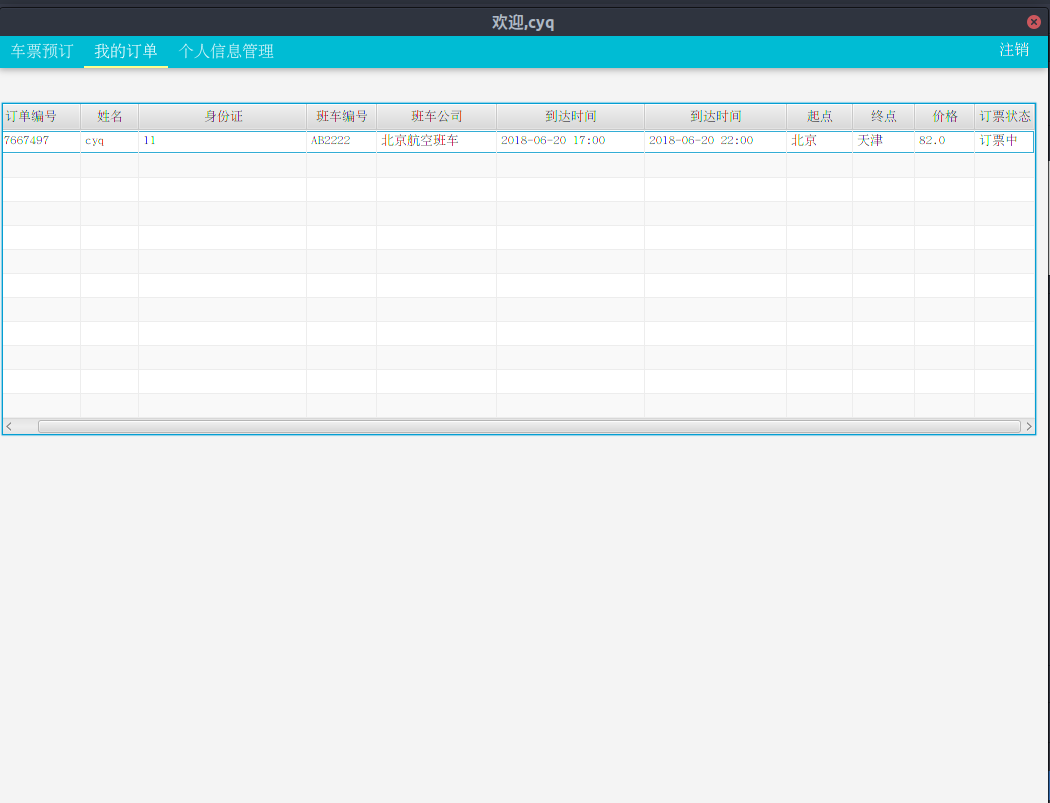 欢迎,cyq
车票预订 我的订单 个人信息管理 注销
订单编号 姓名 身份证 班车编号 班车公司 到达时间 到达时间 起点 终点 价格 订票状态
7667497 cyq 11 AB2222 北京航空班车 2018-06-20 17:00 2018-06-20 22:00 北京 天津 82.0 订票中